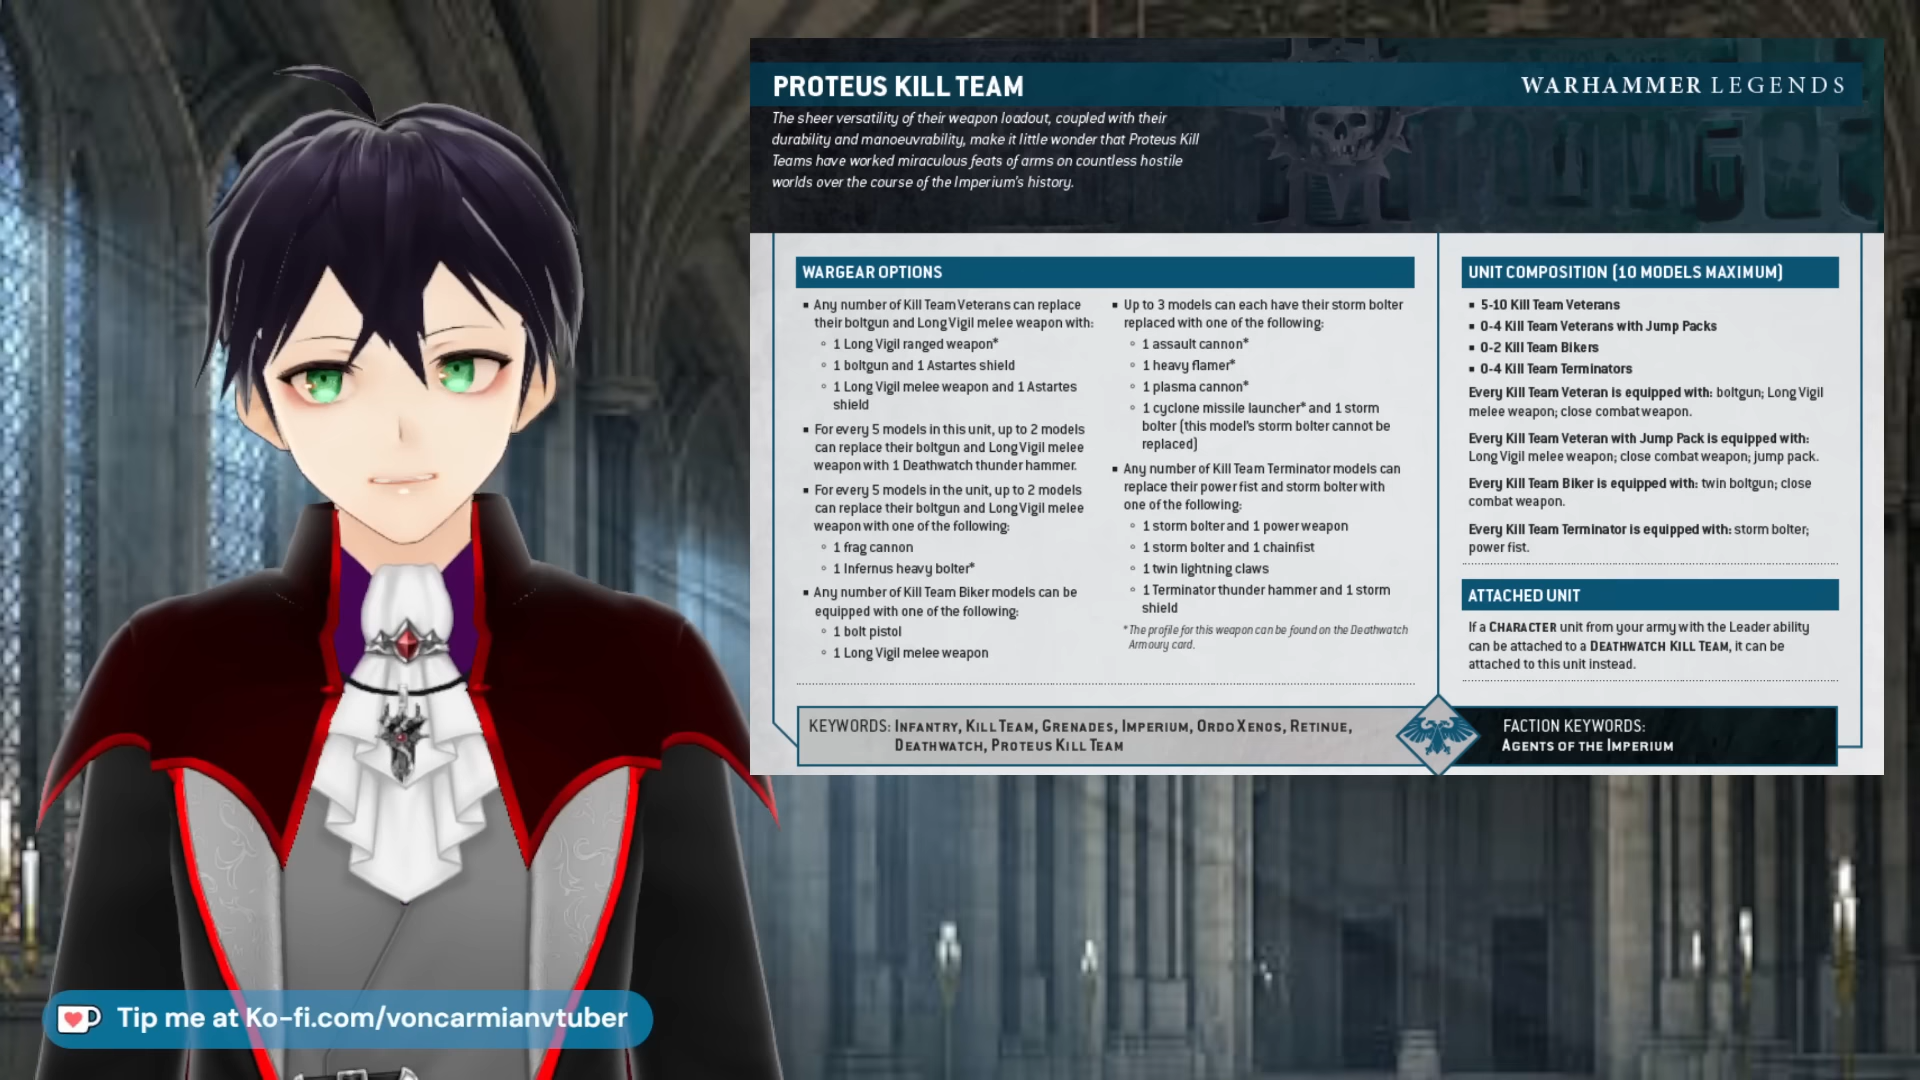 PROTEUS KILL TEAM
WARHAMMER LEGENDS
The sheer versatility of their weapon loadout, coupled with their
durability and manoeuvrability, make it little wonder that Proteus Kill
Teams have worked miraculous feats of arms on countless hostile
worlds over the course of the Imperium's history.
WARGEAR OPTIONS
▪ Any number of Kill Team Veterans can replace
their boltgun and Long Vigil melee weapon with:
◦ 1 Long Vigil ranged weapon*
◦ 1 boltgun and 1 Astartes shield
◦ 1 Long Vigil melee weapon and 1 Astartes
shield
▪ For every 5 models in this unit, up to 2 models
can replace their boltgun and Long Vigil melee
weapon with 1 Deathwatch thunder hammer.
▪ For every 5 models in the unit, up to 2 models
can replace their boltgun and Long Vigil melee
weapon with one of the following:
◦ 1 frag cannon
◦ 1 Infernus heavy bolter*
▪ Any number of Kill Team Biker models can be
equipped with one of the following:
◦ 1 bolt pistol
◦ 1 Long Vigil melee weapon
▪ Up to 3 models can each have their storm bolter
replaced with one of the following:
◦ 1 assault cannon*
◦ 1 heavy flamer*
◦ 1 plasma cannon*
◦ 1 cyclone missile launcher* and 1 storm
bolter (this model's storm bolter cannot be
replaced)
▪ Any number of Kill Team Terminator models can
replace their power fist and storm bolter with
one of the following:
◦ 1 storm bolter and 1 power weapon
◦ 1 storm bolter and 1 chainfist
◦ 1 twin lightning claws
◦ 1 Terminator thunder hammer and 1 storm
shield
*The profile for this weapon can be found on the Deathwatch
Armoury card.
UNIT COMPOSITION (10 MODELS MAXIMUM)
▪ 5-10 Kill Team Veterans
▪ 0-4 Kill Team Veterans with Jump Packs
▪ 0-2 Kill Team Bikers
▪ 0-4 Kill Team Terminators
Every Kill Team Veteran is equipped with: boltgun; Long Vigil
melee weapon; close combat weapon.
Every Kill Team Veteran with Jump Pack is equipped with:
Long Vigil melee weapon; close combat weapon; jump pack.
Every Kill Team Biker is equipped with: twin boltgun; close
combat weapon.
Every Kill Team Terminator is equipped with: storm bolter;
power fist.
ATTACHED UNIT
If a CHARACTER unit from your army with the Leader ability
can be attached to a DEATHWATCH KILL TEAM, it can be
attached to this unit instead.
KEYWORDS: INFANTRY, KILL TEAM, GRENADES, IMPERIUM, ORDO XENOS, RETINUE,
DEATHWATCH, PROTEUS KILL TEAM
FACTION KEYWORDS:
AGENTS OF THE IMPERIUM
Tip me at Ko-fi.com/voncarmianvtuber